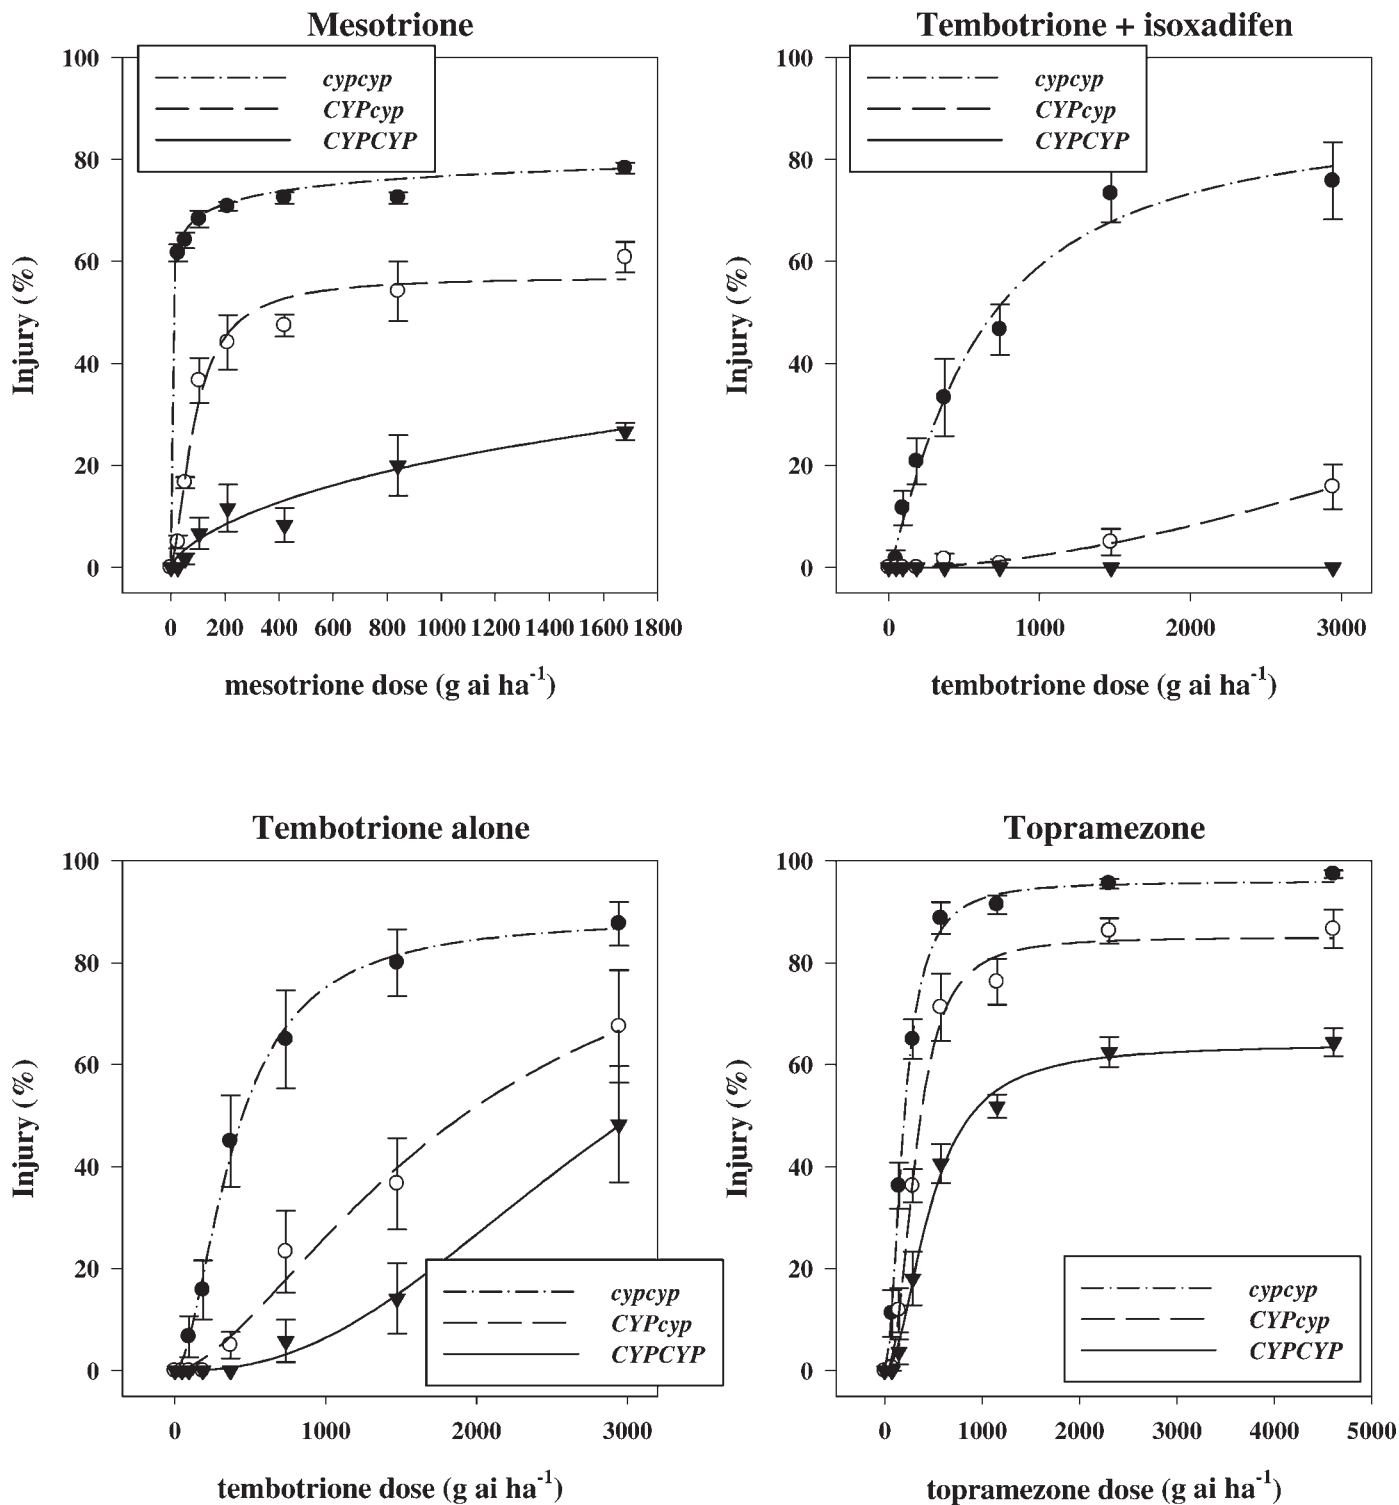 Mesotrione
cypcyp
CYPcyp
CYPCYP
100
80
60
40
20
0
Injury (%)
0 200 400 600 800 1000 1200 1400 1600 1800
mesotrione dose (g ai ha-1)
Tembotrione + isoxadifen
cypcyp
CYPcyp
CYPCYP
100
80
60
40
20
0
Injury (%)
0 1000 2000 3000
tembotrione dose (g ai ha-1)
Tembotrione alone
100
80
60
40
20
0
Injury (%)
cypcyp
CYPcyp
CYPCYP
0 1000 2000 3000
tembotrione dose (g ai ha-1)
Topramezone
100
80
60
40
20
0
Injury (%)
cypcyp
CYPcyp
CYPCYP
0 1000 2000 3000 4000 5000
topramezone dose (g ai ha-1)